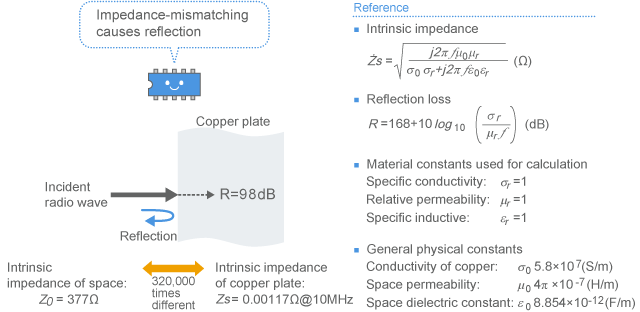 Impedance-mismatching
causes reflection
Copper plate
Incident
radio wave
R=98dB
Reflection
Intrinsic
impedance of space:
Z0 = 377Ω
320,000
times
different
Intrinsic impedance
of copper plate:
Zs= 0.00117Ω@10MHz
Reference
Intrinsic impedance
Żs = √( j2π fμ0μr / σ0 σr+j2π fε0εr ) (Ω)
Reflection loss
R =168+10 log10 ( σr / μr f ) (dB)
Material constants used for calculation
Specific conductivity: σr =1
Relative permeability: μr =1
Specific inductive: εr =1
General physical constants
Conductivity of copper: σ0 5.8×10⁷(S/m)
Space permeability: μ0 4π ×10⁻⁷(H/m)
Space dielectric constant: ε0 8.854×10⁻¹²(F/m)